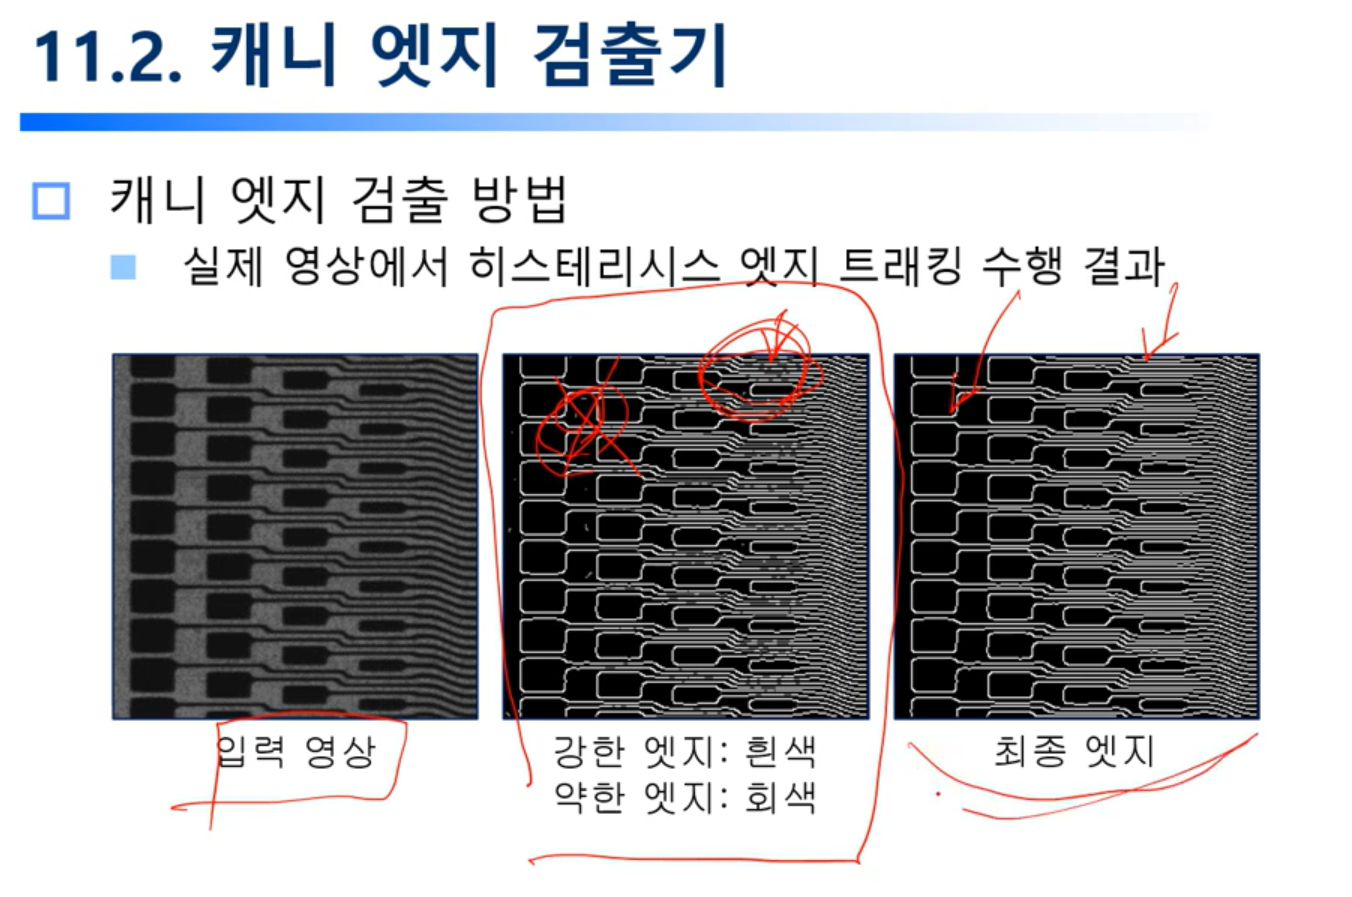 11.2. 캐니 엣지 검출기
캐니 엣지 검출 방법
실제 영상에서 히스테리시스 엣지 트래킹 수행 결과
입력 영상
강한 엣지: 흰색
약한 엣지: 회색
최종 엣지